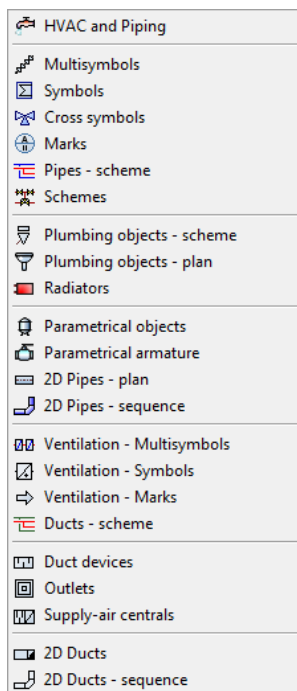 HVAC and Piping
Multisymbols
Symbols
Cross symbols
Marks
Pipes - scheme
Schemes
Plumbing objects - scheme
Plumbing objects - plan
Radiators
Parametrical objects
Parametrical armature
2D Pipes - plan
2D Pipes - sequence
Ventilation - Multisymbols
Ventilation - Symbols
Ventilation - Marks
Ducts - scheme
Duct devices
Outlets
Supply-air centrals
2D Ducts
2D Ducts - sequence